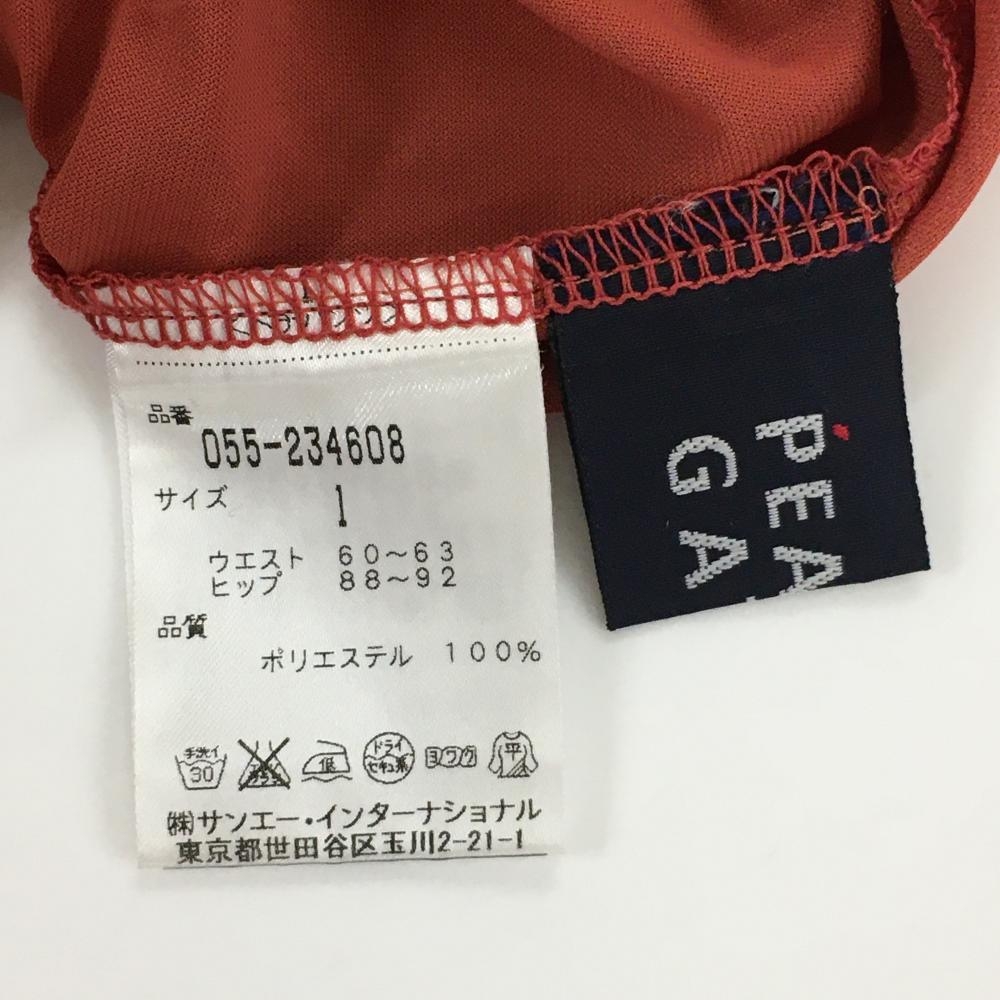 品番
055-234608
サイズ 1
ウエスト 60~63
ヒップ 88~92
品質
ポリエステル 100%
手洗イ
30
低
ドライ
セキユ系
ヨワク
平
(株)サンエー・インターナショナル
東京都世田谷区玉川2-21-1
PEA
GA